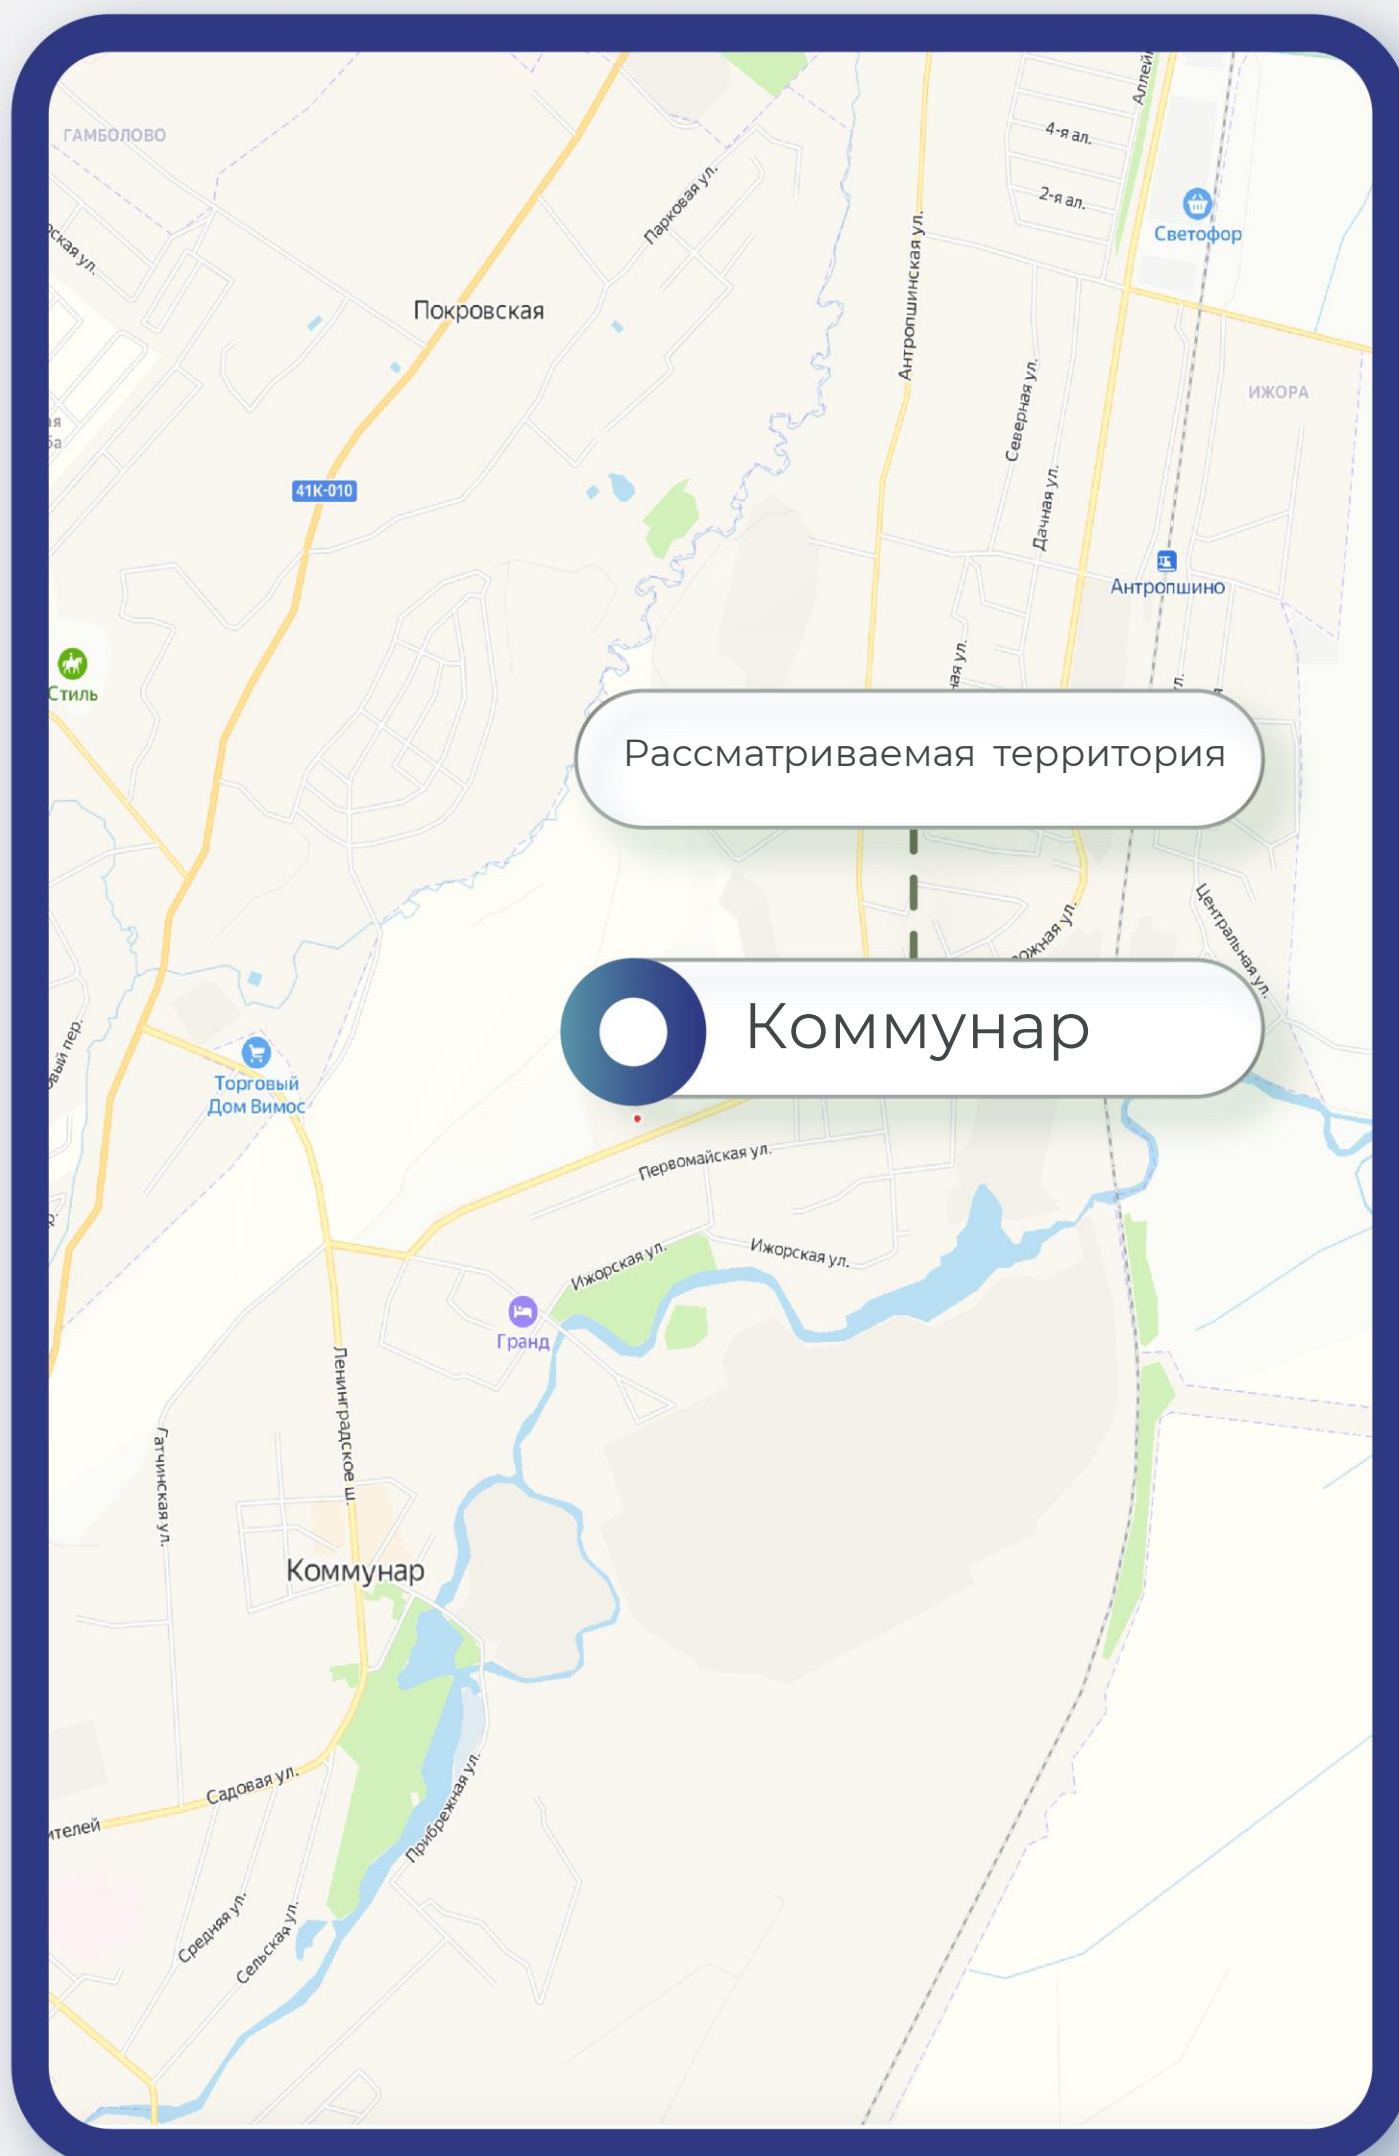 Аллей
ГАМБОЛОВО
4-я ал.
2-я ал.
Парковая ул.
Светофор
Антропшинская ул.
Покровская
Северная ул.
ИЖОРА
41К-010
Дачная ул.
Антропшино
Стиль
Рассматриваемая территория
Центральная ул.
Коммунар
Торговый
Дом Вимос
Первомайская ул.
Ижорская ул.
Ижорская ул.
Гранд
Ленинградское ш.
Гатчинская ул.
Коммунар
Садовая ул.
ителей
Прибрежная ул.
Средняя ул.
Сельская ул.